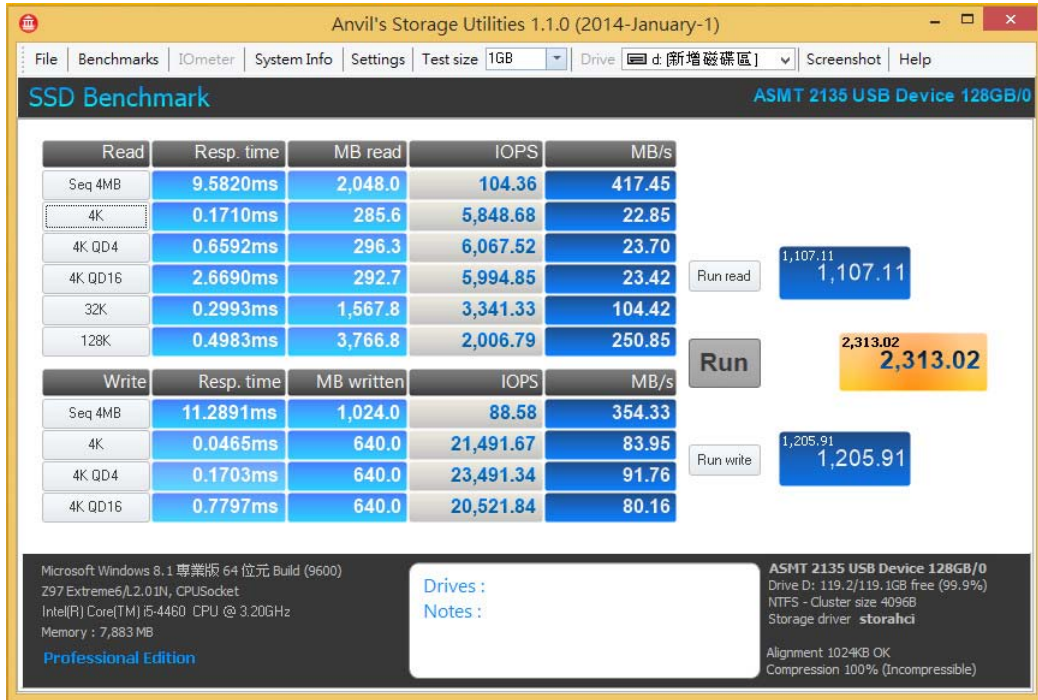 Anvil's Storage Utilities 1.1.0 (2014-January-1)
File Benchmarks IOmeter System Info Settings Test size 1GB Drive d: [新增磁碟區] Screenshot Help
SSD Benchmark ASMT 2135 USB Device 128GB/0
Read Resp. time MB read IOPS MB/s
Seq 4MB 9.5820ms 2,048.0 104.36 417.45
4K 0.1710ms 285.6 5,848.68 22.85
4K QD4 0.6592ms 296.3 6,067.52 23.70
4K QD16 2.6690ms 292.7 5,994.85 23.42
32K 0.2993ms 1,567.8 3,341.33 104.42
128K 0.4983ms 3,766.8 2,006.79 250.85
Run read
1,107.11
1,107.11
Run
2,313.02
2,313.02
Write Resp. time MB written IOPS MB/s
Seq 4MB 11.2891ms 1,024.0 88.58 354.33
4K 0.0465ms 640.0 21,491.67 83.95
4K QD4 0.1703ms 640.0 23,491.34 91.76
4K QD16 0.7797ms 640.0 20,521.84 80.16
Run write
1,205.91
1,205.91
Microsoft Windows 8.1 專業版 64 位元 Build (9600)
Z97 Extreme6/L2.01N, CPUSocket
Intel(R) Core(TM) i5-4460 CPU @ 3.20GHz
Memory : 7,883 MB
Professional Edition
Drives :
Notes :
ASMT 2135 USB Device 128GB/0
Drive D: 119.2/119.1GB free (99.9%)
NTFS - Cluster size 4096B
Storage driver storahci
Alignment 1024KB OK
Compression 100% (Incompressible)